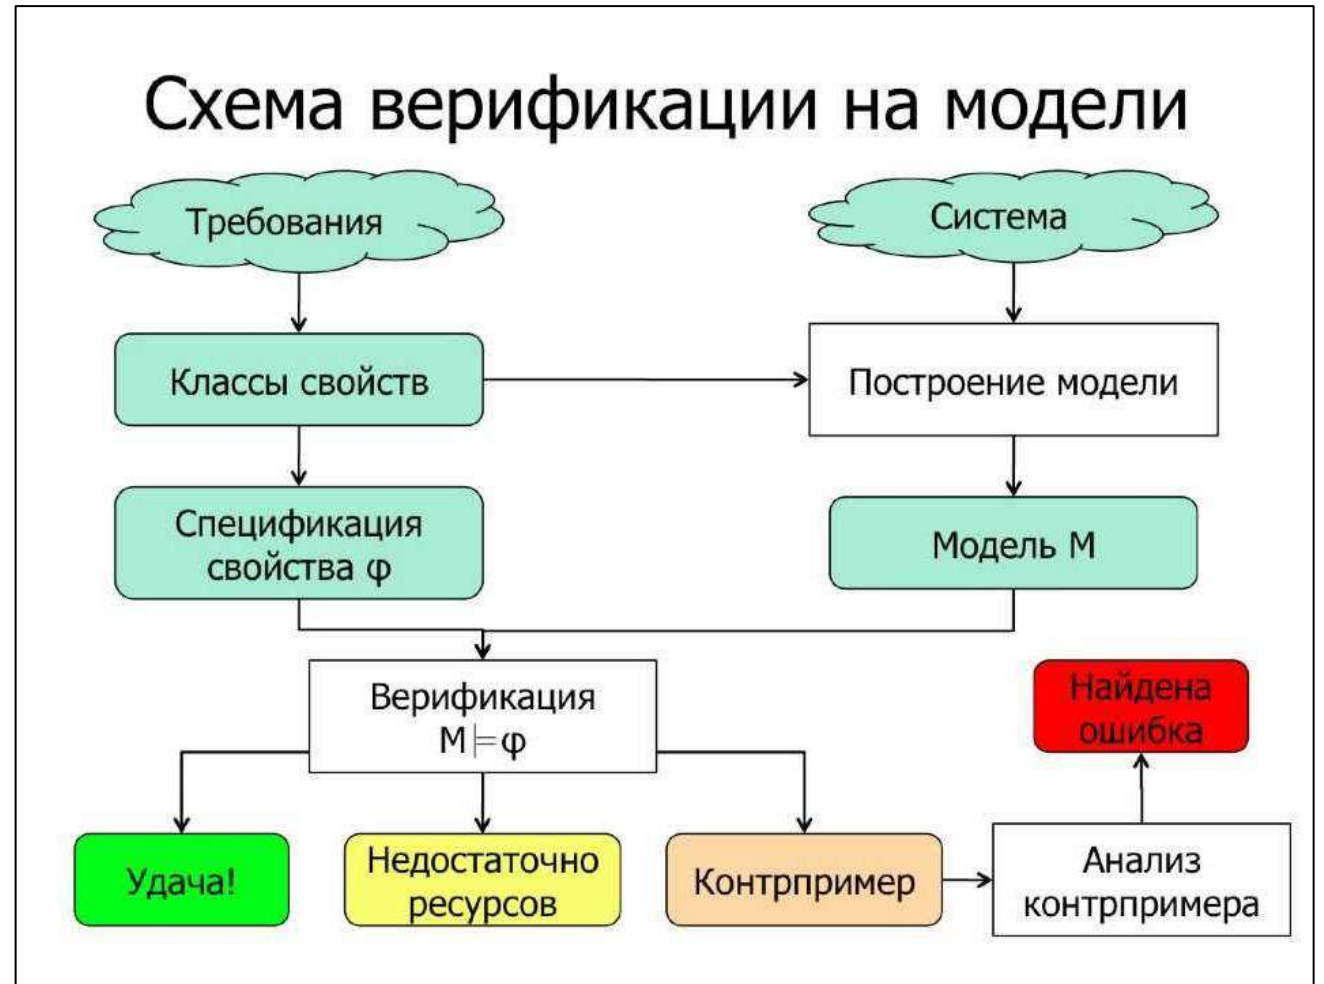 Схема верификации на модели
Требования
Система
Классы свойств
Построение модели
Спецификация
свойства φ
Модель M
Верификация
M⊨φ
Найдена
ошибка
Удача!
Недостаточно
ресурсов
Контрпример
Анализ
контрпримера